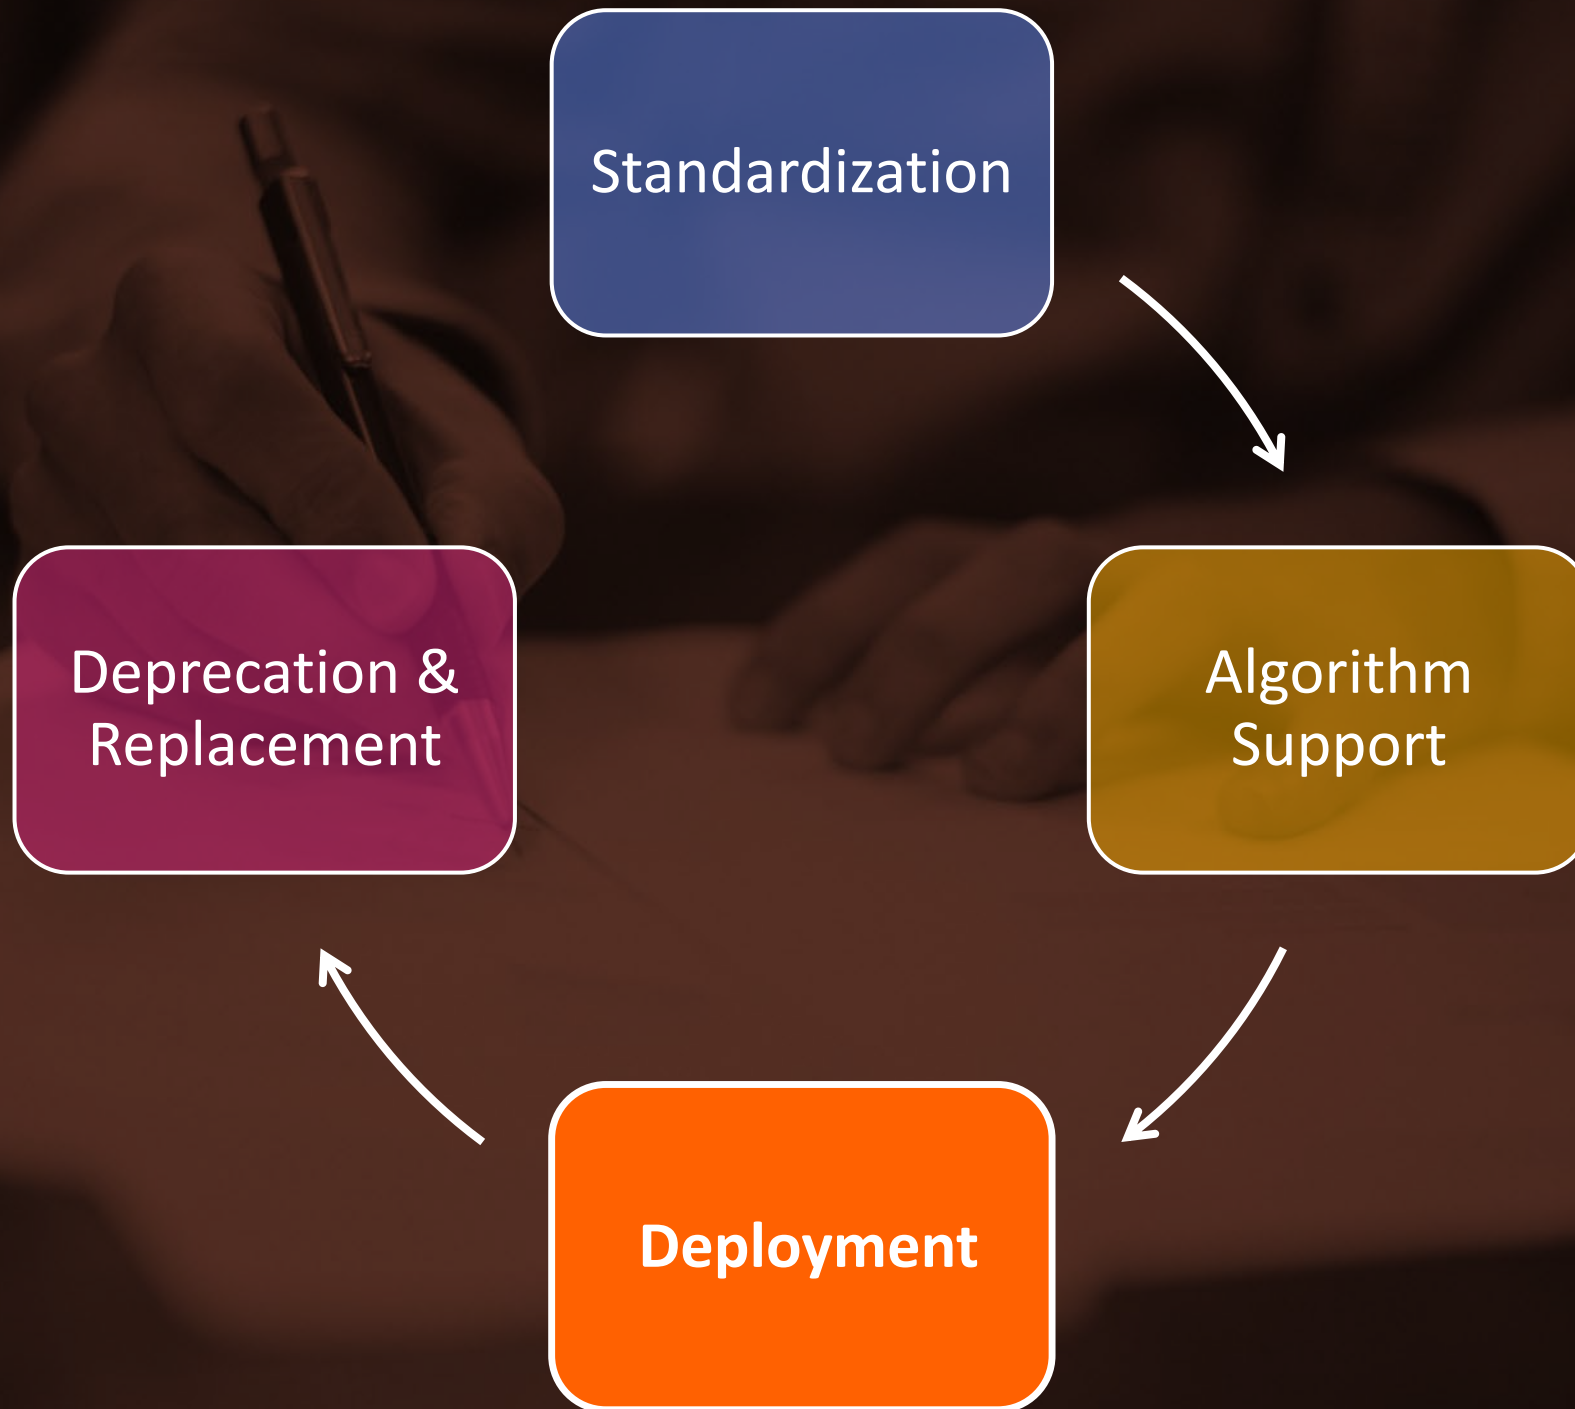 Standardization
Algorithm
Support
Deployment
Deprecation &
Replacement